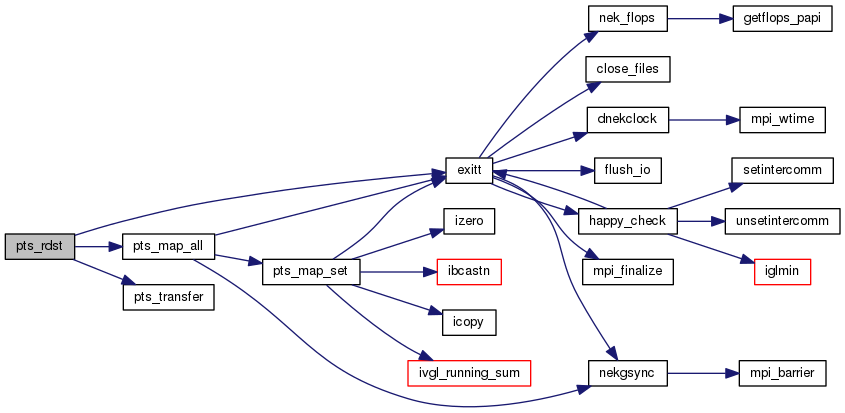 nek_flops
getflops_papi
close_files
dnekclock
mpi_wtime
exitt
flush_io
setintercomm
happy_check
unsetintercomm
pts_rdst
pts_map_all
izero
pts_map_set
ibcastn
mpi_finalize
iglmin
pts_transfer
icopy
ivgl_running_sum
nekgsync
mpi_barrier